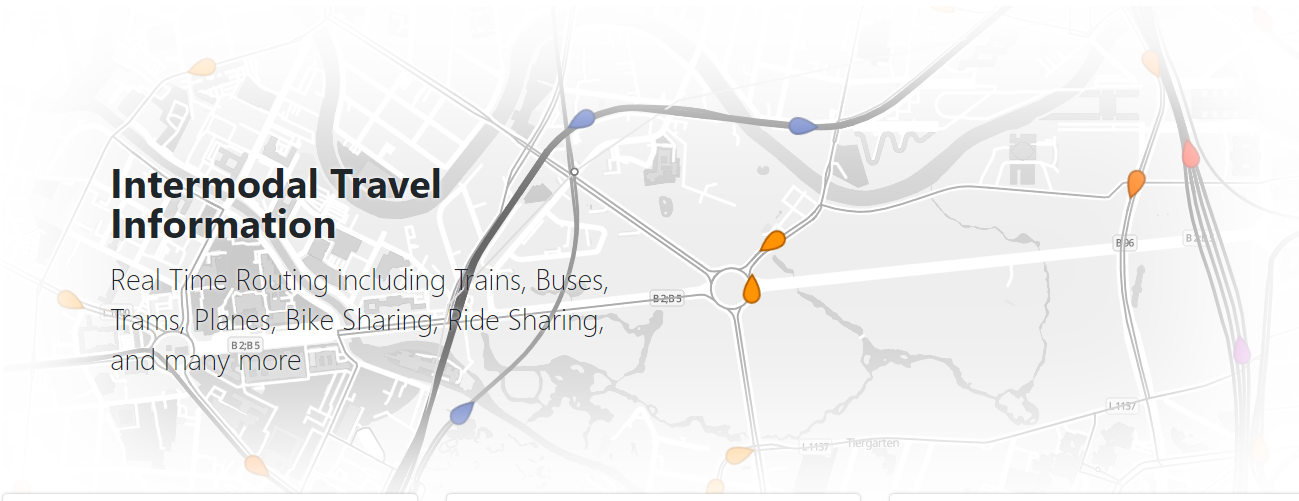 Intermodal Travel
Information
Real Time Routing including Trains, Buses,
Trams, Planes, Bike Sharing, Ride Sharing,
and many more
B96
B2;B5
B2;B5
L1137
L1137
Tiergarten